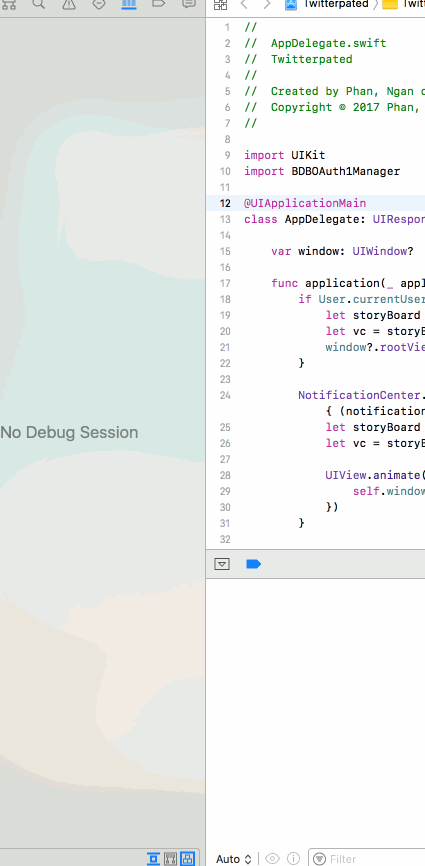 Twitterpated
1 //
2 // AppDelegate.swift
3 // Twitterpated
4 //
5 // Created by Phan, Ngan
6 // Copyright © 2017 Phan,
7 //
8
9 import UIKit
10 import BDBOAuth1Manager
11
12 @UIApplicationMain
13 class AppDelegate: UIRespon
14
15 var window: UIWindow?
16
17 func application(_ appl
18 if User.currentUser
19 let storyBoard
20 let vc = storyB
21 window?.rootVie
22 }
23
24 NotificationCenter.
{ (notification
25 let storyBoard
26 let vc = storyB
27
28 UIView.animate(
29 self.window
30 })
31 }
32
No Debug Session
Auto
Filter